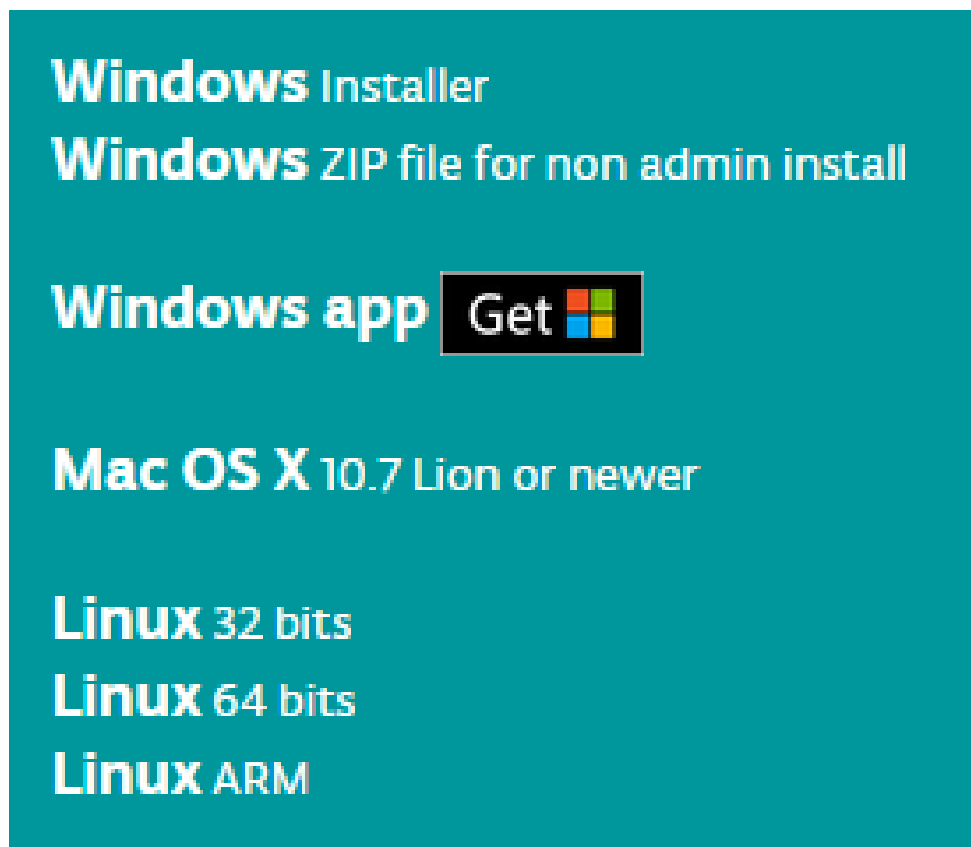 Windows Installer
Windows ZIP file for non admin install
Windows app Get
Mac OS X 10.7 Lion or newer
Linux 32 bits
Linux 64 bits
Linux ARM